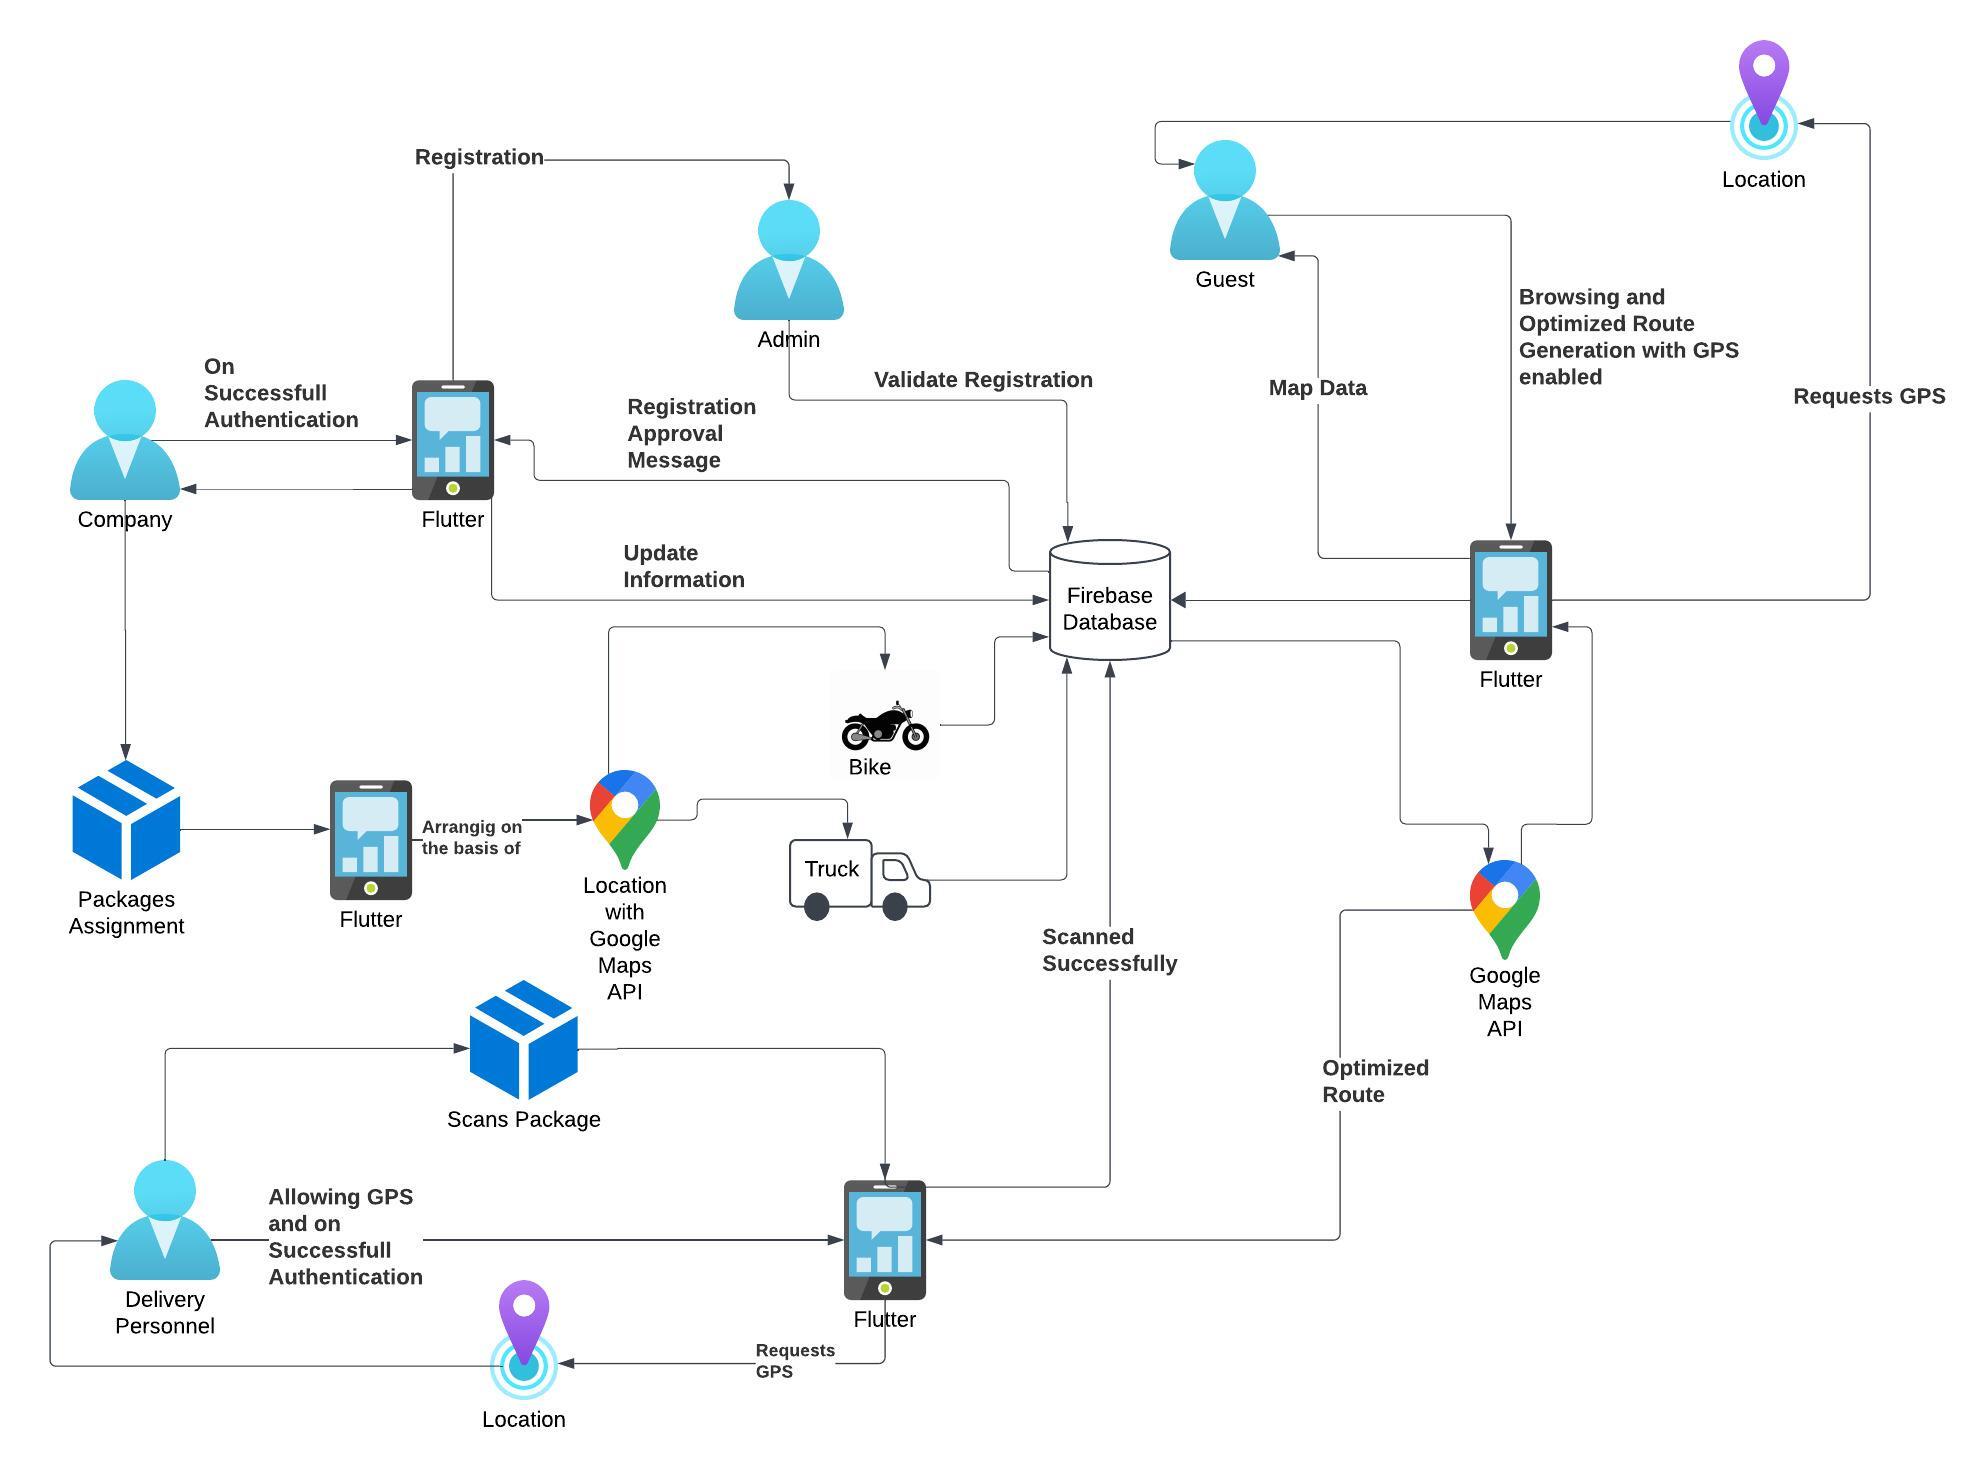 Location
Registration
Guest
Admin
Browsing and
Optimized Route
Generation with GPS
enabled
On
Successfull
Authentication
Validate Registration
Map Data
Requests GPS
Registration
Approval
Message
Company
Flutter
Update
Information
Firebase
Database
Flutter
Bike
Packages
Assignment
Flutter
Arrangig on
the basis of
Location
with
Google
Maps
API
Truck
Scanned
Successfully
Google
Maps
API
Scans Package
Optimized
Route
Allowing GPS
and on
Successfull
Authentication
Delivery
Personnel
Flutter
Requests
GPS
Location